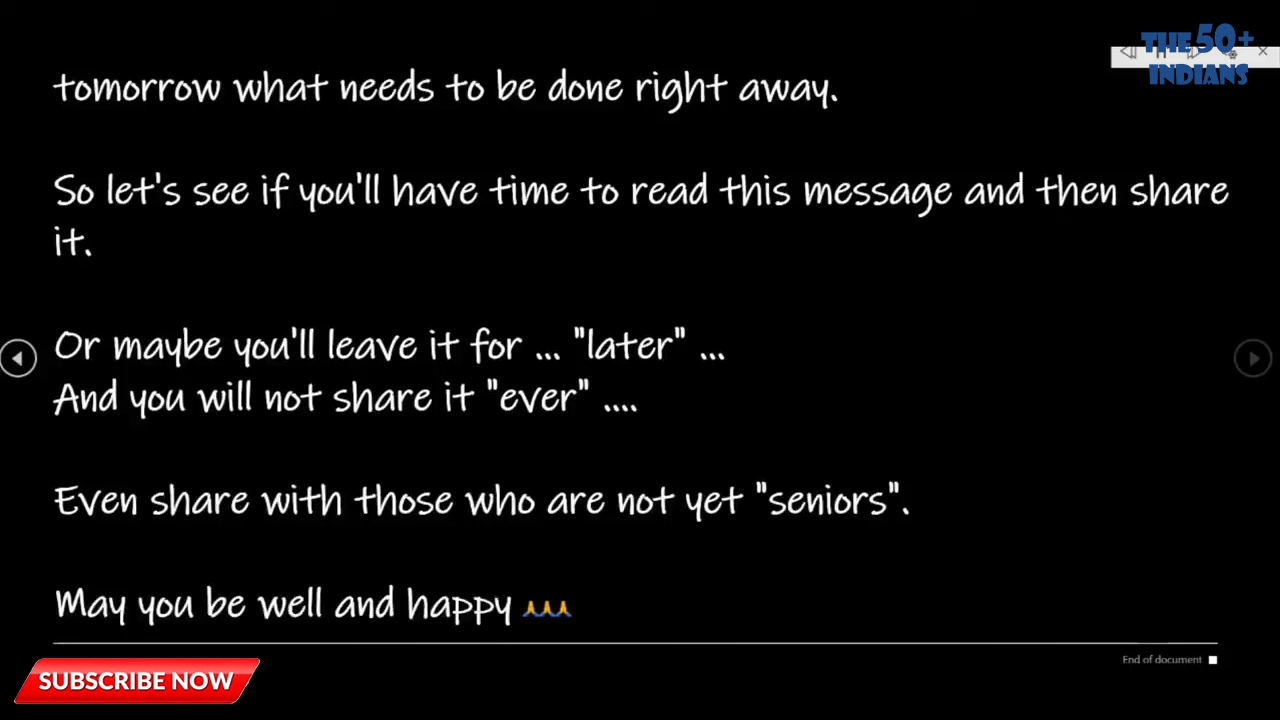 THE 50+
INDIANS
tomorrow what needs to be done right away.
So let's see if you'll have time to read this message and then share
it.
Or maybe you'll leave it for ... "later" ...
And you will not share it "ever" ....
Even share with those who are not yet "seniors".
May you be well and happy 🙏🙏🙏
End of document
SUBSCRIBE NOW